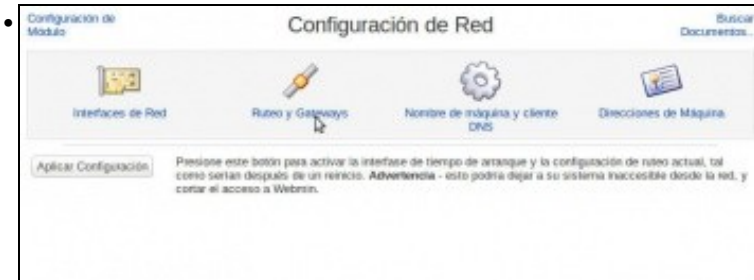 Configuración de
Módulo
Configuración de Red
Buscar
Documentos..
Interfaces de Red
Ruteo y Gateways
Nombre de máquina y cliente
DNS
Direcciones de Máquina
Aplicar Configuración
Presione este botón para activar la interfase de tiempo de arranque y la configuración de ruteo actual, tal
como serían después de un reinicio. Advertencia - esto podría dejar a su sistema inaccesible desde la red, y
cortar el acceso a Webmin.